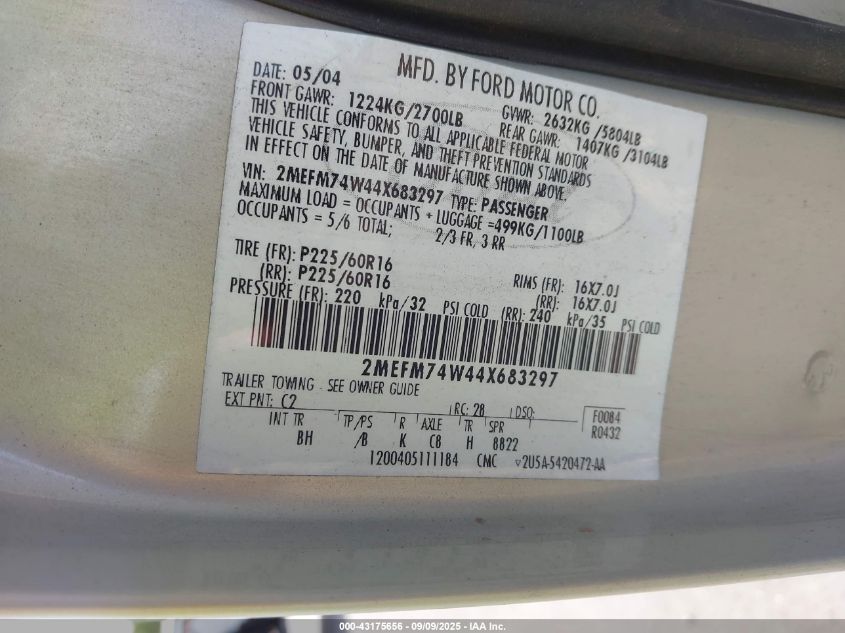 MFD. BY FORD MOTOR CO.
DATE: 05/04
GVWR: 2632KG /5804LB
FRONT GAWR: 1224KG/2700LB
REAR GAWR: 1407KG /3104LB
THIS VEHICLE CONFORMS TO ALL APPLICABLE FEDERAL MOTOR
VEHICLE SAFETY, BUMPER, AND THEFT PREVENTION STANDARDS
IN EFFECT ON THE DATE OF MANUFACTURE SHOWN ABOVE.
VIN: 2MEFM74W44X683297 TYPE: PASSENGER
MAXIMUM LOAD = OCCUPANTS + LUGGAGE =499KG/1100LB
OCCUPANTS = 5/6 TOTAL; 2/3 FR, 3 RR
TIRE (FR): P225/60R16 RIMS (FR): 16X7.0J
(RR): P225/60R16 (RR): 16X7.0J
PRESSURE (FR): 220 kPa/32 PSI COLD (RR): 240 kPa/35 PSI COLD
2MEFM74W44X683297
TRAILER TOWING - SEE OWNER GUIDE
EXT PNT: C2 RC: 28 DSO: F0084
INT TR TP/PS R AXLE TR SPR R0432
BH /B K C8 H 8822
1200405111184 CMC ▽2U5A-5420472-AA
000-43175656 - 09/09/2025 - IAA Inc.